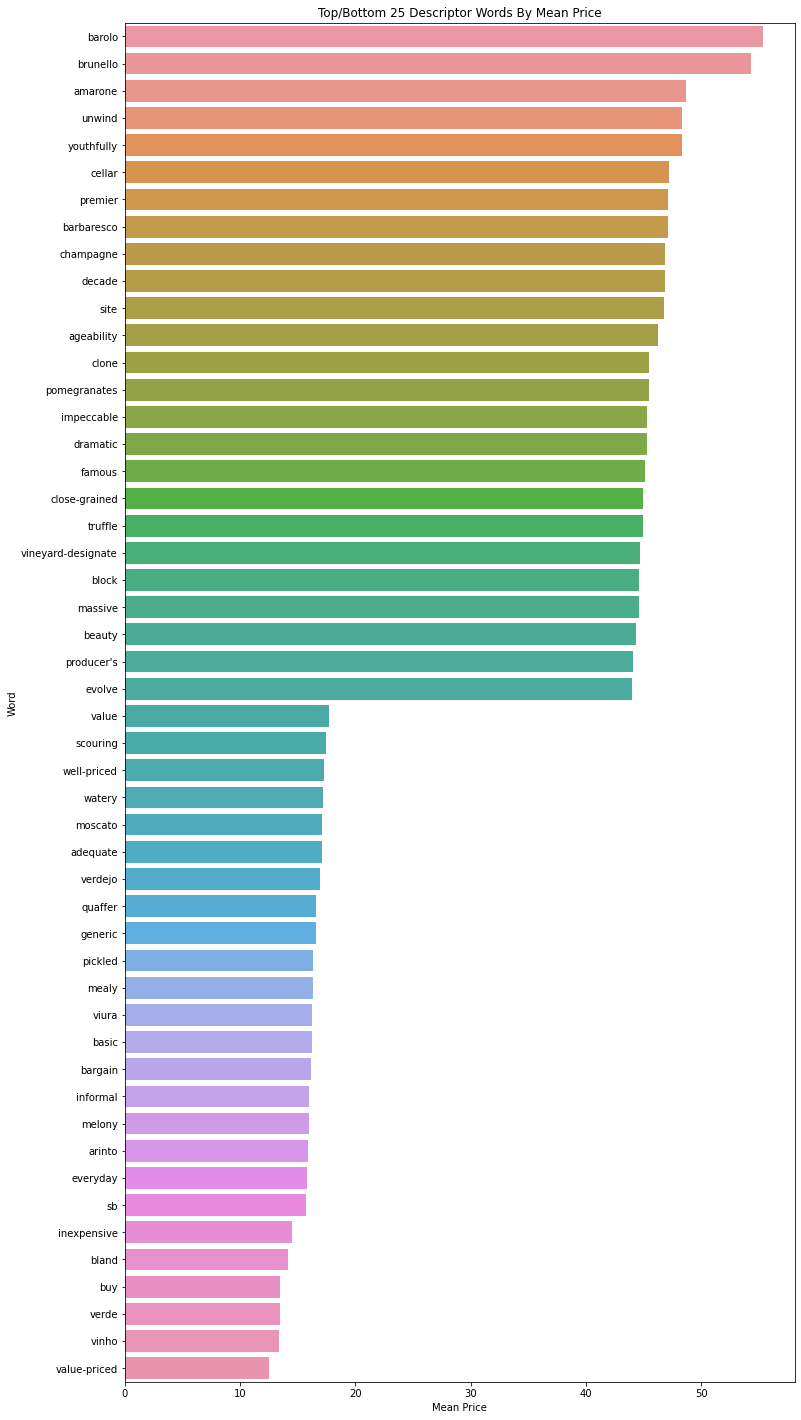 Top/Bottom 25 Descriptor Words By Mean Price
barolo
brunello
amarone
unwind
youthfully
cellar
premier
barbaresco
champagne
decade
site
ageability
clone
pomegranates
impeccable
dramatic
famous
close-grained
truffle
vineyard-designate
block
massive
beauty
producer's
evolve
value
scouring
well-priced
watery
moscato
adequate
verdejo
quaffer
generic
pickled
mealy
viura
basic
bargain
informal
melony
arinto
everyday
sb
inexpensive
bland
buy
verde
vinho
value-priced
Word
0 10 20 30 40 50
Mean Price